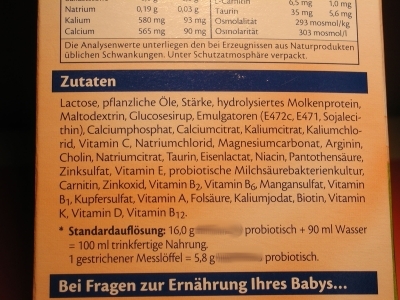 L-Carnitin 6,5 mg 1,0 mg
Natrium 0,19 g 0,03 g Taurin 35 mg 5,6 mg
Kalium 580 mg 93 mg Osmolalität 293 mosmol/kg
Calcium 565 mg 90 mg Osmolarität 303 mosmol/l
Die Analysenwerte unterliegen den bei Erzeugnissen aus Naturprodukten
üblichen Schwankungen. Unter Schutzatmosphäre verpackt.
Zutaten
Lactose, pflanzliche Öle, Stärke, hydrolysiertes Molkenprotein,
Maltodextrin, Glucosesirup, Emulgatoren (E472c, E471, Sojaleci-
thin), Calciumphosphat, Calciumcitrat, Kaliumcitrat, Kaliumchlo-
rid, Vitamin C, Natriumchlorid, Magnesiumcarbonat, Arginin,
Cholin, Natriumcitrat, Taurin, Eisenlactat, Niacin, Pantothensäure,
Zinksulfat, Vitamin E, probiotische Milchsäurebakterienkultur,
Carnitin, Zinkoxid, Vitamin B2, Vitamin B6, Mangansulfat, Vitamin
B1, Kupfersulfat, Vitamin A, Folsäure, Kaliumjodat, Biotin, Vitamin
K, Vitamin D, Vitamin B12.
* Standardauflösung: 16,0 g probiotisch + 90 ml Wasser
= 100 ml trinkfertige Nahrung.
1 gestrichener Messlöffel = 5,8 g probiotisch.
Bei Fragen zur Ernährung Ihres Babys...